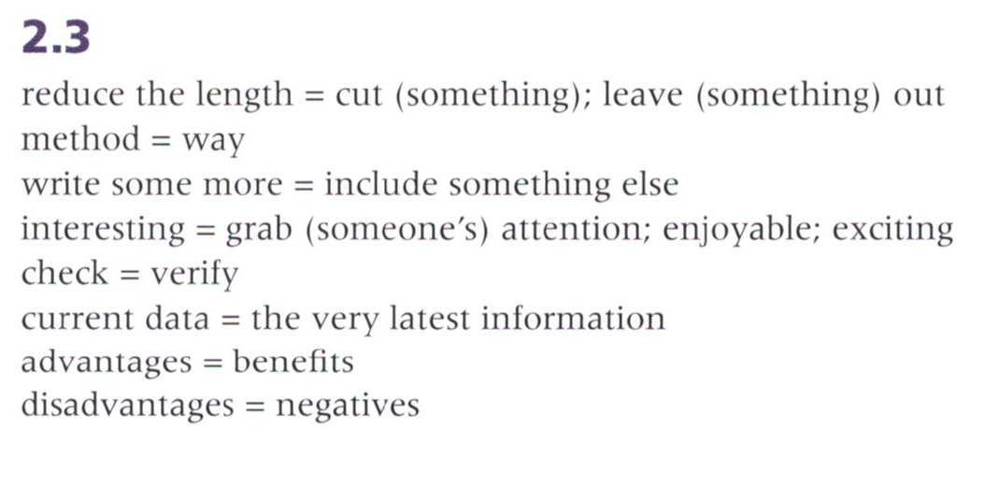 2.3
reduce the length = cut (something); leave (something) out
method = way
write some more = include something else
interesting = grab (someone’s) attention; enjoyable; exciting
check = verify
current data = the very latest information
advantages = benefits
disadvantages = negatives